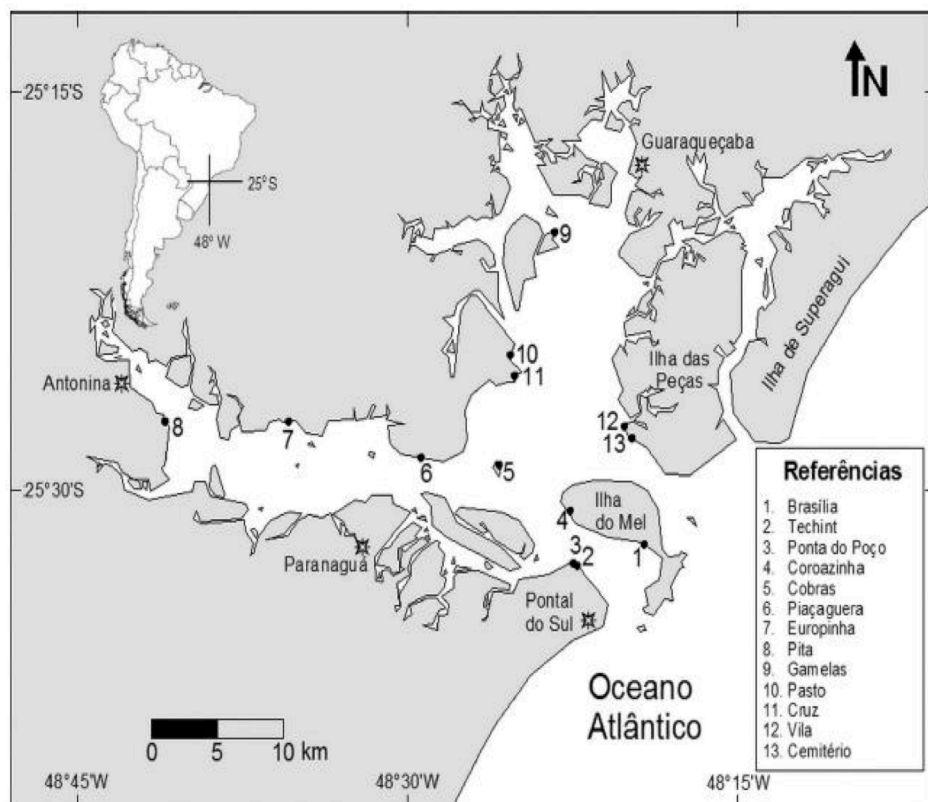 25°15'S
N
Guaraqueçaba
25°S
48° W
9
10
11
Ilha das
Peças
Ilha de Superagui
Antonina
8
7
12
13
6
5
25°30'S
Ilha
do Mel
4
1
3
2
Paranaguá
Pontal
do Sul
Oceano
Atlântico
0 5 10 km
48°45'W 48°30'W 48°15'W
Referências
1. Brasília
2. Techint
3. Ponta do Poço
4. Coroazinha
5. Cobras
6. Piaçaguera
7. Europinha
8. Pita
9. Gamelas
10. Pasto
11. Cruz
12. Vila
13. Cemitério